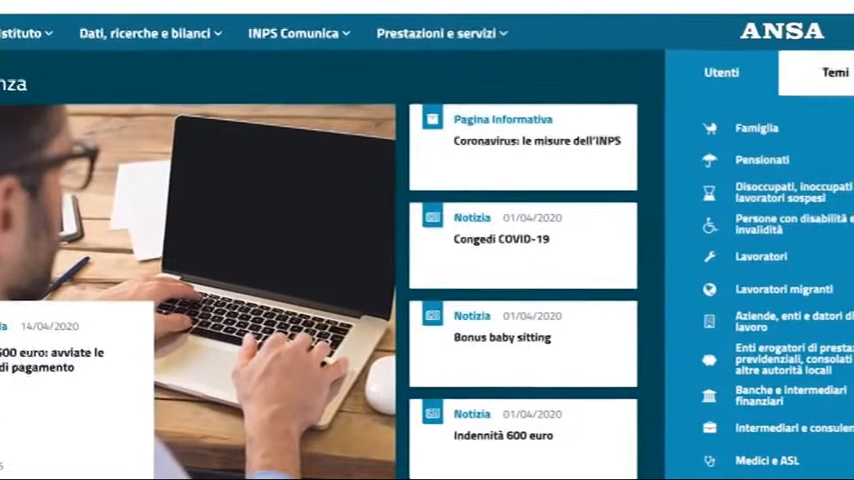 Dati, ricerche e bilanci
INPS Comunica
Prestazioni e servizi
ANSA
Utenti
Temi
Pagina Informativa
Coronavirus: le misure dell'INPS
Notizia 01/04/2020
Congedi COVID-19
Notizia 01/04/2020
Bonus baby sitting
Notizia 01/04/2020
Indennità 600 euro
14/04/2020
euro: avviate le
di pagamento
Famiglia
Pensionati
Disoccupati, inoccupati
lavoratori sospesi
Persone con disabilità e
invalidità
Lavoratori
Lavoratori migranti
Aziende, enti e datori di
lavoro
Enti erogatori di
previdenziali, consolati
altre autorità locali
Banche e intermediari
finanziari
Intermediari e
Medici e ASL